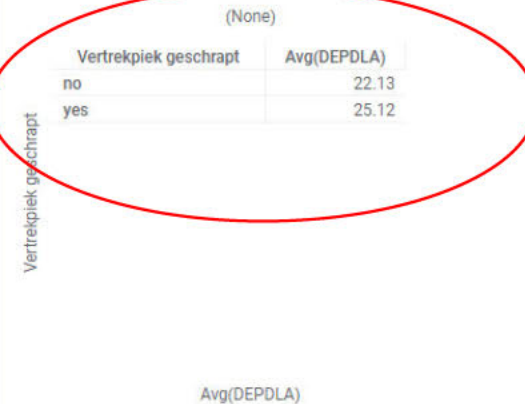 (None)
Vertrekpiek geschrapt Avg(DEPDLA)
no 22.13
yes 25.12
Vertrekpiek geschrapt
Avg(DEPDLA)